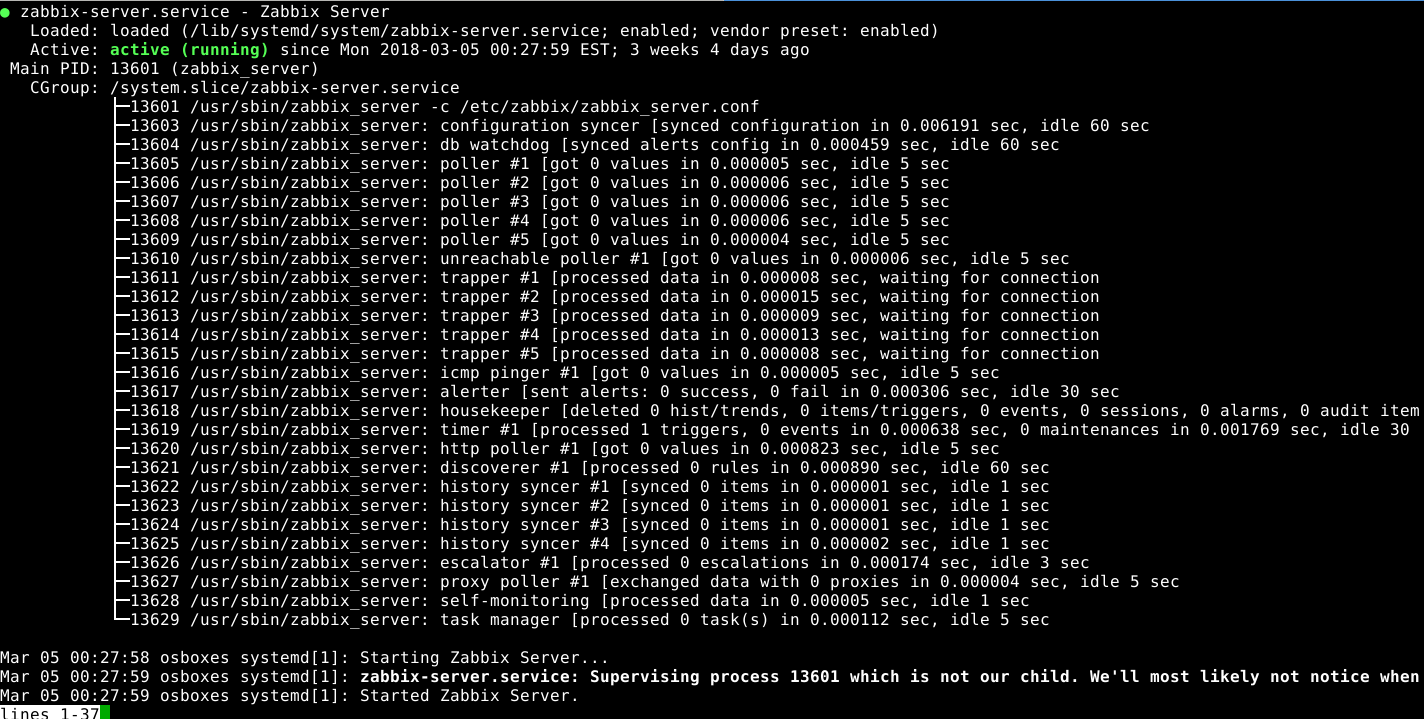 ● zabbix-server.service - Zabbix Server
   Loaded: loaded (/lib/systemd/system/zabbix-server.service; enabled; vendor preset: enabled)
   Active: active (running) since Mon 2018-03-05 00:27:59 EST; 3 weeks 4 days ago
 Main PID: 13601 (zabbix_server)
   CGroup: /system.slice/zabbix-server.service
           ├─13601 /usr/sbin/zabbix_server -c /etc/zabbix/zabbix_server.conf
           ├─13603 /usr/sbin/zabbix_server: configuration syncer [synced configuration in 0.006191 sec, idle 60 sec
           ├─13604 /usr/sbin/zabbix_server: db watchdog [synced alerts config in 0.000459 sec, idle 60 sec
           ├─13605 /usr/sbin/zabbix_server: poller #1 [got 0 values in 0.000005 sec, idle 5 sec
           ├─13606 /usr/sbin/zabbix_server: poller #2 [got 0 values in 0.000006 sec, idle 5 sec
           ├─13607 /usr/sbin/zabbix_server: poller #3 [got 0 values in 0.000006 sec, idle 5 sec
           ├─13608 /usr/sbin/zabbix_server: poller #4 [got 0 values in 0.000006 sec, idle 5 sec
           ├─13609 /usr/sbin/zabbix_server: poller #5 [got 0 values in 0.000004 sec, idle 5 sec
           ├─13610 /usr/sbin/zabbix_server: unreachable poller #1 [got 0 values in 0.000006 sec, idle 5 sec
           ├─13611 /usr/sbin/zabbix_server: trapper #1 [processed data in 0.000008 sec, waiting for connection
           ├─13612 /usr/sbin/zabbix_server: trapper #2 [processed data in 0.000015 sec, waiting for connection
           ├─13613 /usr/sbin/zabbix_server: trapper #3 [processed data in 0.000009 sec, waiting for connection
           ├─13614 /usr/sbin/zabbix_server: trapper #4 [processed data in 0.000013 sec, waiting for connection
           ├─13615 /usr/sbin/zabbix_server: trapper #5 [processed data in 0.000008 sec, waiting for connection
           ├─13616 /usr/sbin/zabbix_server: icmp pinger #1 [got 0 values in 0.000005 sec, idle 5 sec
           ├─13617 /usr/sbin/zabbix_server: alerter [sent alerts: 0 success, 0 fail in 0.000306 sec, idle 30 sec
           ├─13618 /usr/sbin/zabbix_server: housekeeper [deleted 0 hist/trends, 0 items/triggers, 0 events, 0 sessions, 0 alarms, 0 audit item
           ├─13619 /usr/sbin/zabbix_server: timer #1 [processed 1 triggers, 0 events in 0.000638 sec, 0 maintenances in 0.001769 sec, idle 30
           ├─13620 /usr/sbin/zabbix_server: http poller #1 [got 0 values in 0.000823 sec, idle 5 sec
           ├─13621 /usr/sbin/zabbix_server: discoverer #1 [processed 0 rules in 0.000890 sec, idle 60 sec
           ├─13622 /usr/sbin/zabbix_server: history syncer #1 [synced 0 items in 0.000001 sec, idle 1 sec
           ├─13623 /usr/sbin/zabbix_server: history syncer #2 [synced 0 items in 0.000001 sec, idle 1 sec
           ├─13624 /usr/sbin/zabbix_server: history syncer #3 [synced 0 items in 0.000001 sec, idle 1 sec
           ├─13625 /usr/sbin/zabbix_server: history syncer #4 [synced 0 items in 0.000002 sec, idle 1 sec
           ├─13626 /usr/sbin/zabbix_server: escalator #1 [processed 0 escalations in 0.000174 sec, idle 3 sec
           ├─13627 /usr/sbin/zabbix_server: proxy poller #1 [exchanged data with 0 proxies in 0.000004 sec, idle 5 sec
           ├─13628 /usr/sbin/zabbix_server: self-monitoring [processed data in 0.000005 sec, idle 1 sec
           └─13629 /usr/sbin/zabbix_server: task manager [processed 0 task(s) in 0.000112 sec, idle 5 sec

Mar 05 00:27:58 osboxes systemd[1]: Starting Zabbix Server...
Mar 05 00:27:59 osboxes systemd[1]: zabbix-server.service: Supervising process 13601 which is not our child. We'll most likely not notice when
Mar 05 00:27:59 osboxes systemd[1]: Started Zabbix Server.
lines 1-37